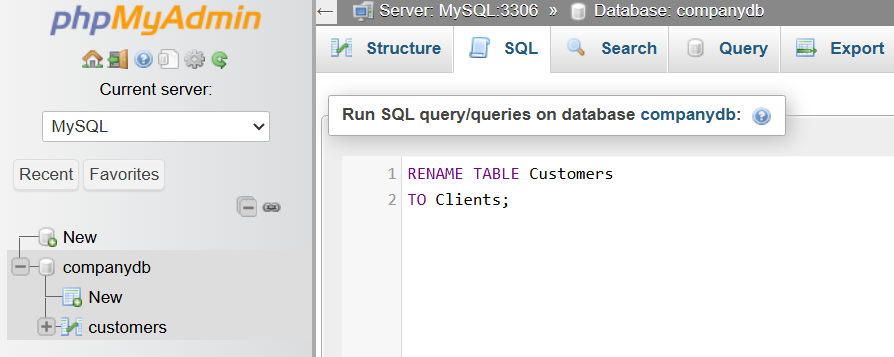 phpMyAdmin
Current server:
MySQL
Recent Favorites
New
companydb
New
customers
← Server: MySQL:3306 » Database: companydb
Structure SQL Search Query Export
Run SQL query/queries on database companydb:
1 RENAME TABLE Customers
2 TO Clients;